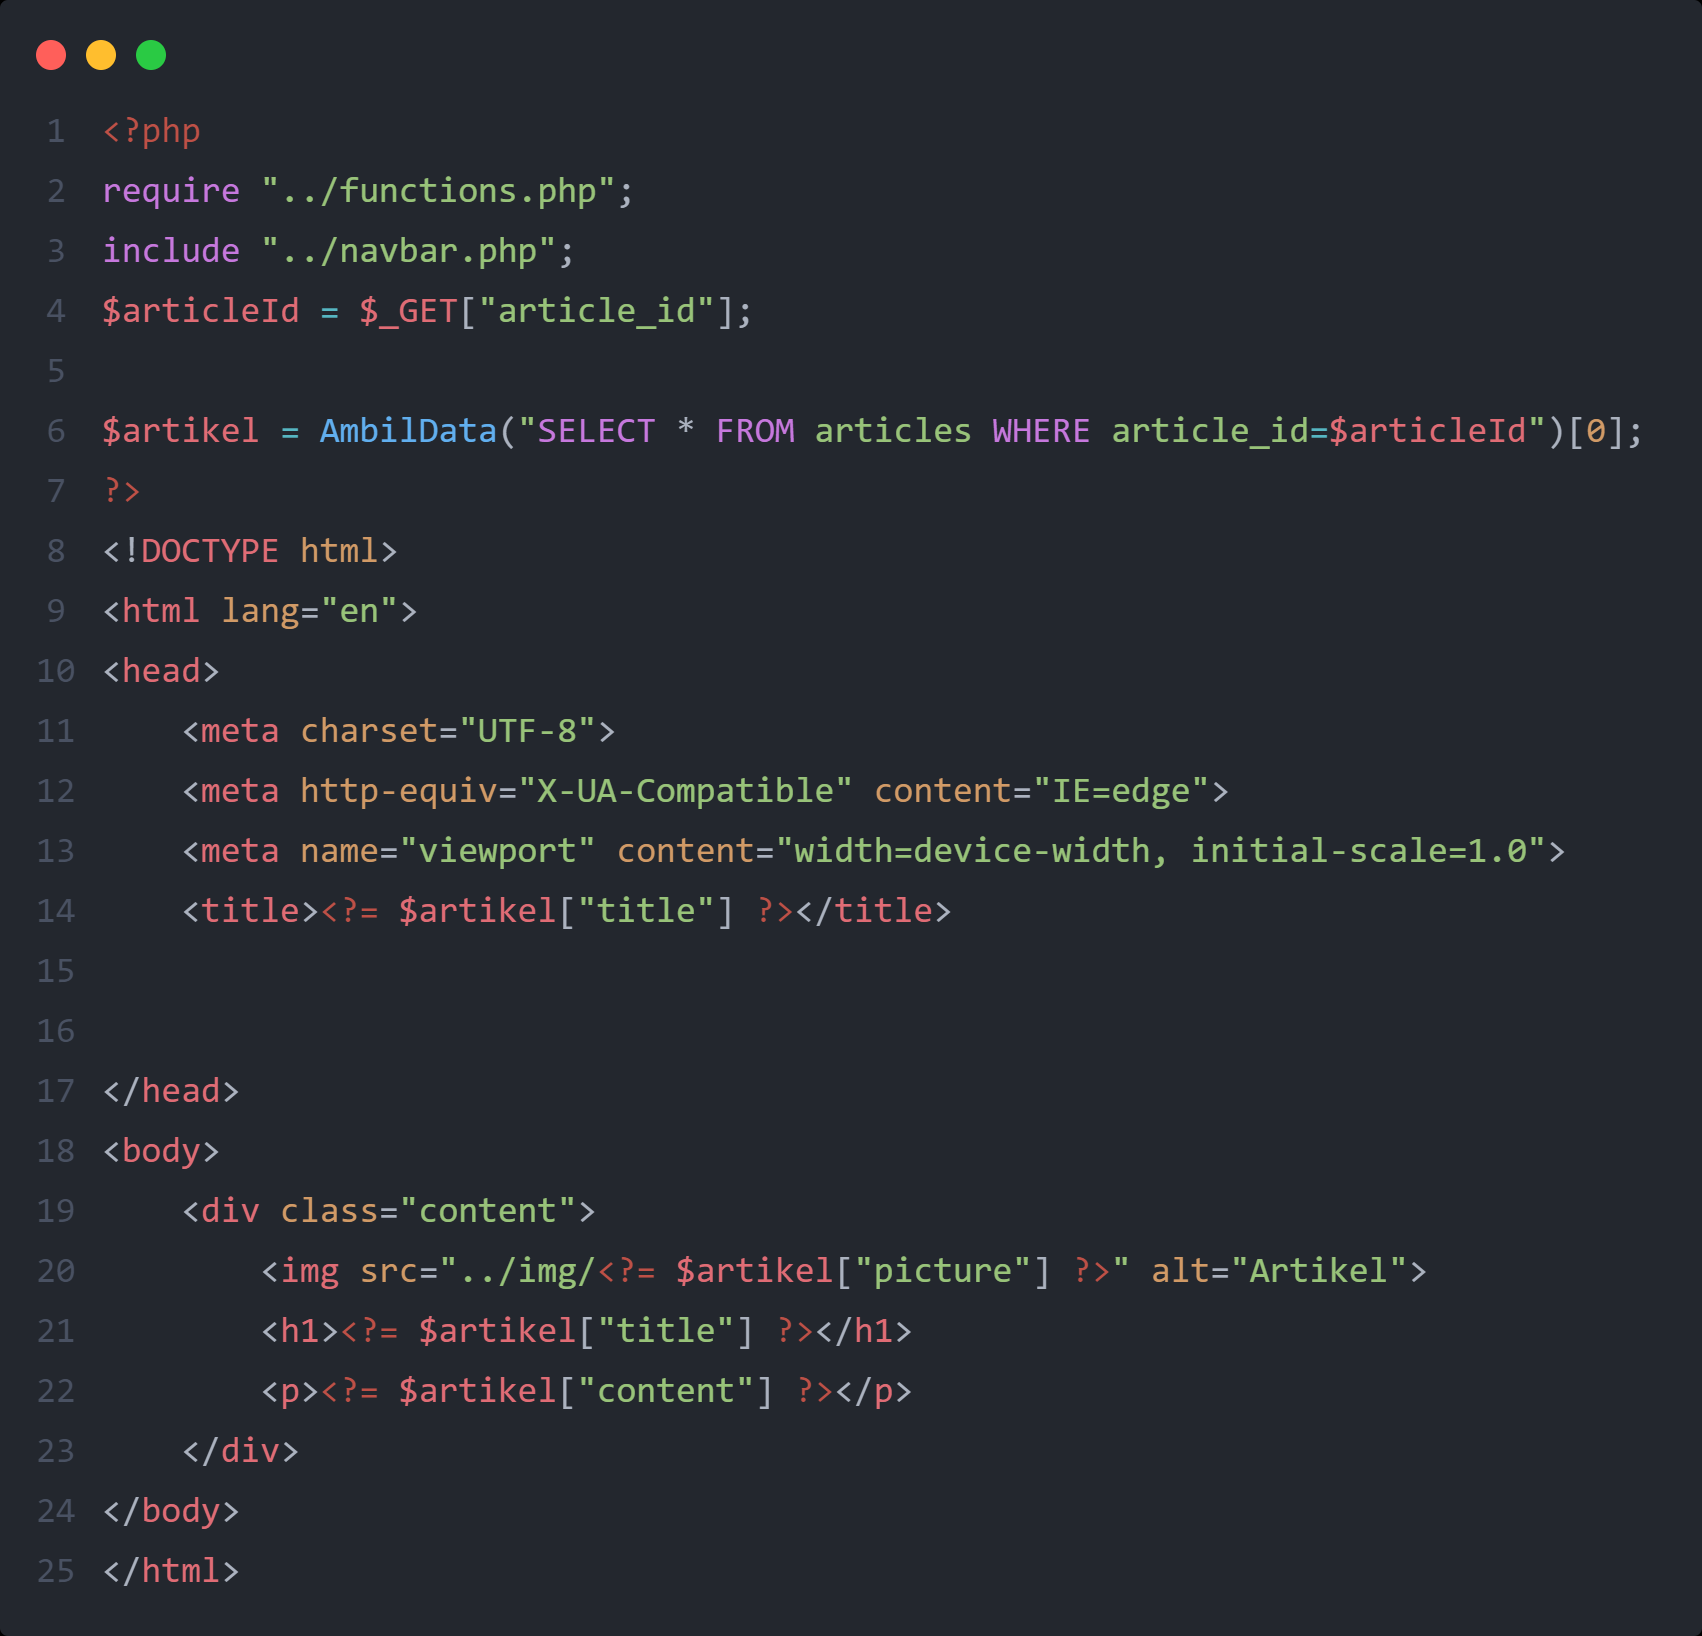 1 <?php
2 require "../functions.php";
3 include "../navbar.php";
4 $articleId = $_GET["article_id"];
5
6 $artikel = AmbilData("SELECT * FROM articles WHERE article_id=$articleId")[0];
7 ?>
8 <!DOCTYPE html>
9 <html lang="en">
10 <head>
11     <meta charset="UTF-8">
12     <meta http-equiv="X-UA-Compatible" content="IE=edge">
13     <meta name="viewport" content="width=device-width, initial-scale=1.0">
14     <title><?= $artikel["title"] ?></title>
15
16
17 </head>
18 <body>
19     <div class="content">
20         <img src="../img/<?= $artikel["picture"] ?>" alt="Artikel">
21         <h1><?= $artikel["title"] ?></h1>
22         <p><?= $artikel["content"] ?></p>
23     </div>
24 </body>
25 </html>